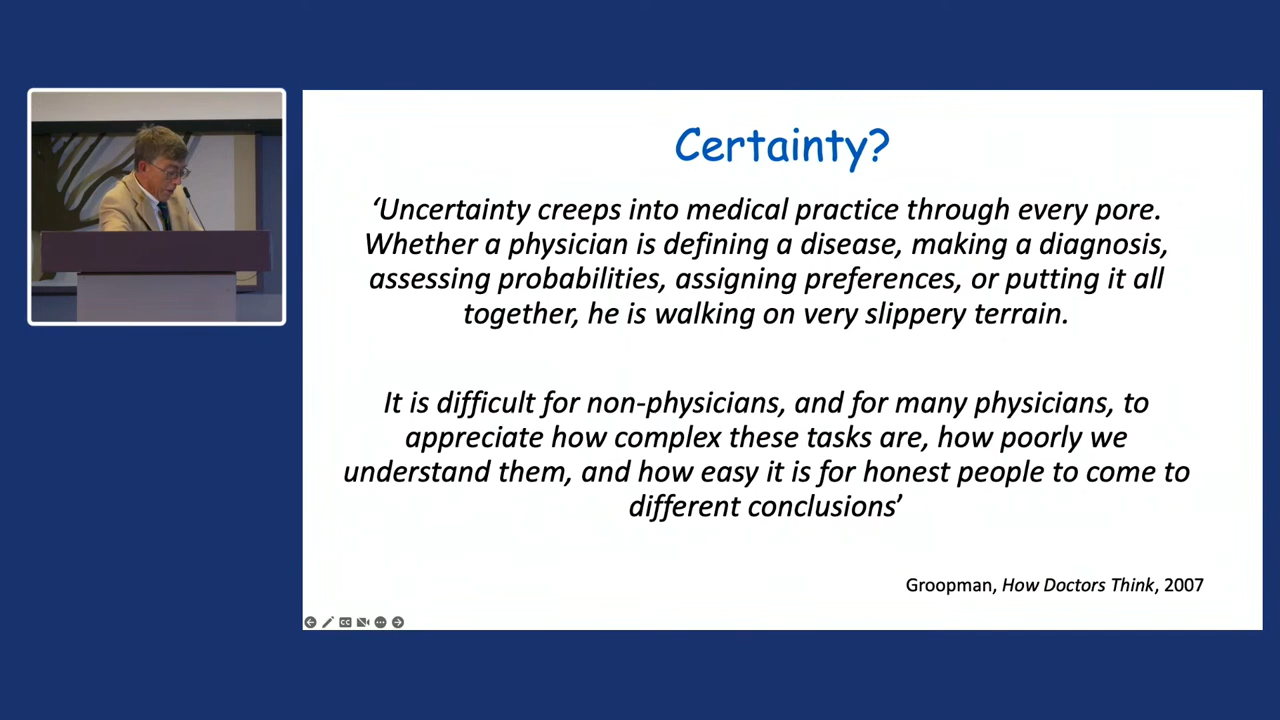 Certainty?
‘Uncertainty creeps into medical practice through every pore.
Whether a physician is defining a disease, making a diagnosis,
assessing probabilities, assigning preferences, or putting it all
together, he is walking on very slippery terrain.
It is difficult for non-physicians, and for many physicians, to
appreciate how complex these tasks are, how poorly we
understand them, and how easy it is for honest people to come to
different conclusions’
Groopman, How Doctors Think, 2007
CC